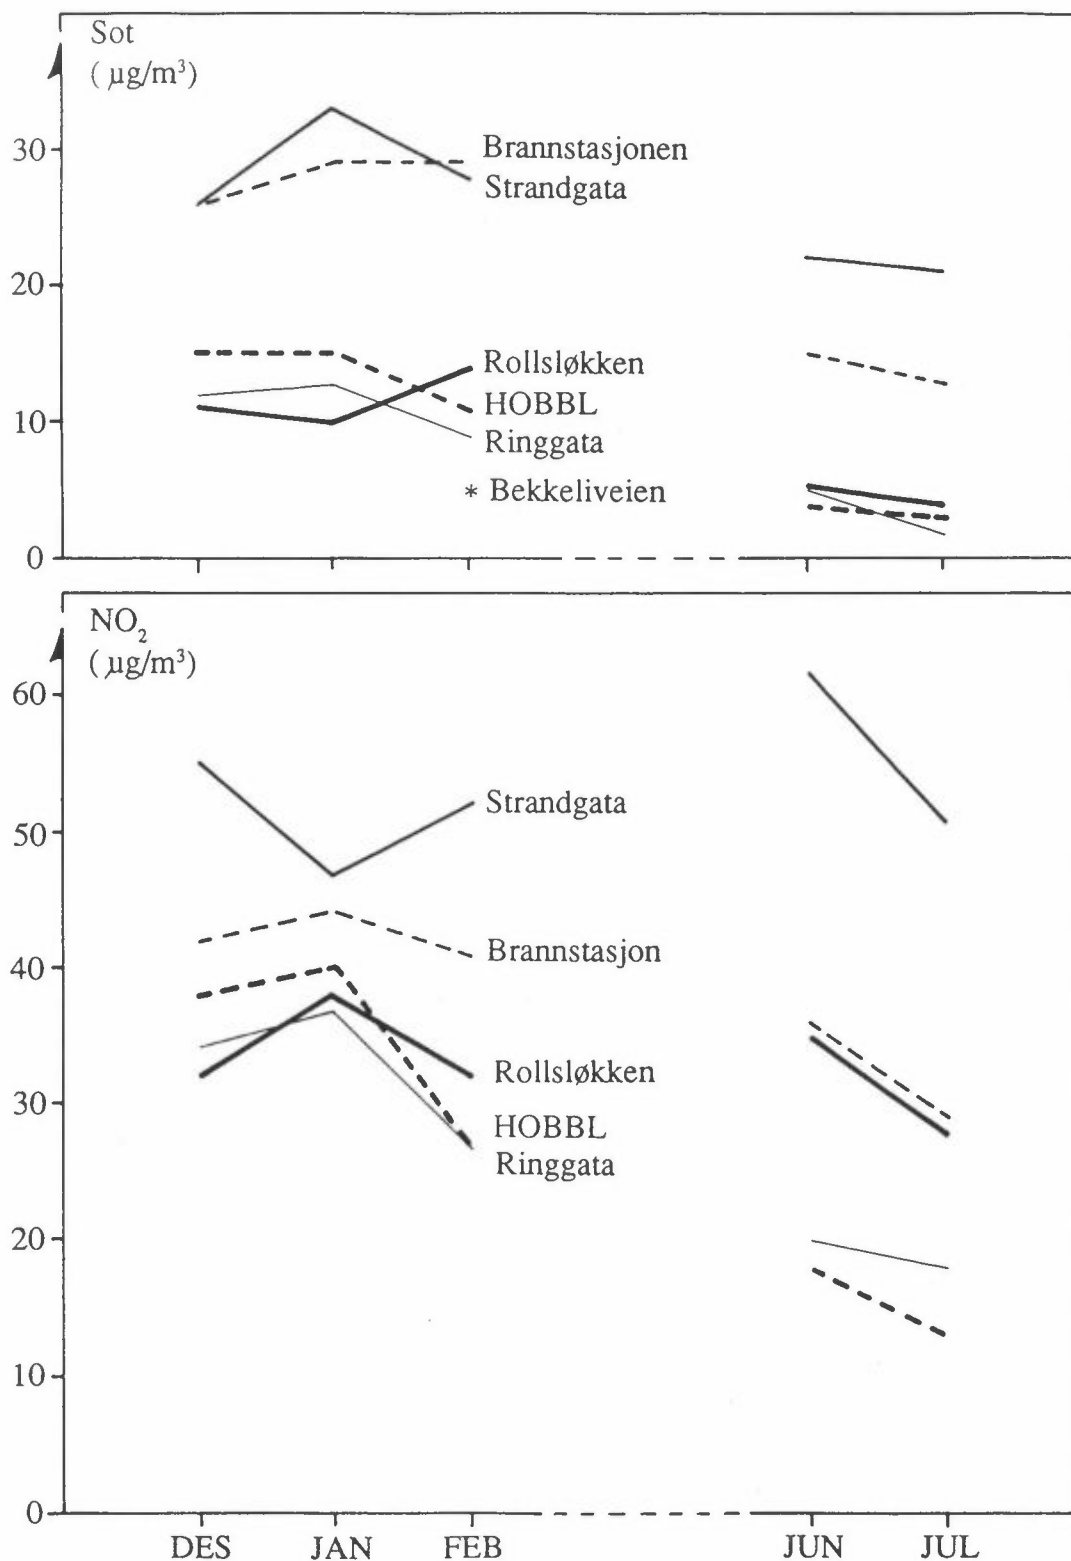 Sot
( µg/m³)
30
20
10
0
Brannstasjonen
Strandgata
Rollsløkken
HOBBL
Ringgata
* Bekkeliveien
NO₂
( µg/m³)
60
50
40
30
20
10
0
Strandgata
Brannstasjon
Rollsløkken
HOBBL
Ringgata
DES JAN FEB JUN JUL